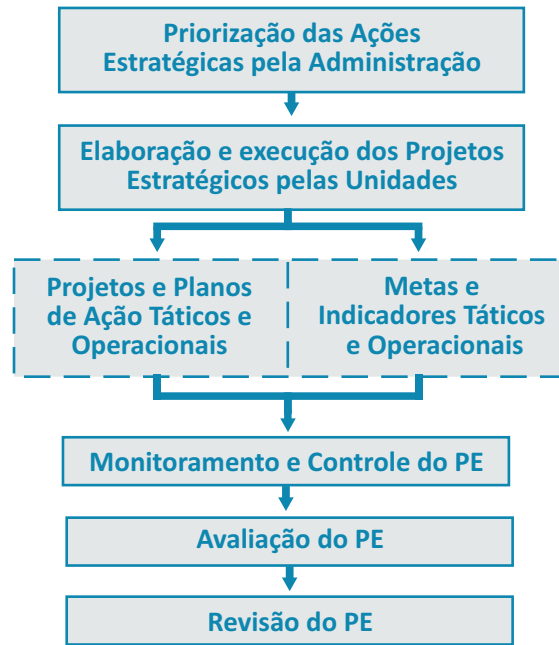 Priorização das Ações
Estratégicas pela Administração
Elaboração e execução dos Projetos
Estratégicos pelas Unidades
Projetos e Planos
de Ação Táticos e
Operacionais
Metas e
Indicadores Táticos
e Operacionais
Monitoramento e Controle do PE
Avaliação do PE
Revisão do PE